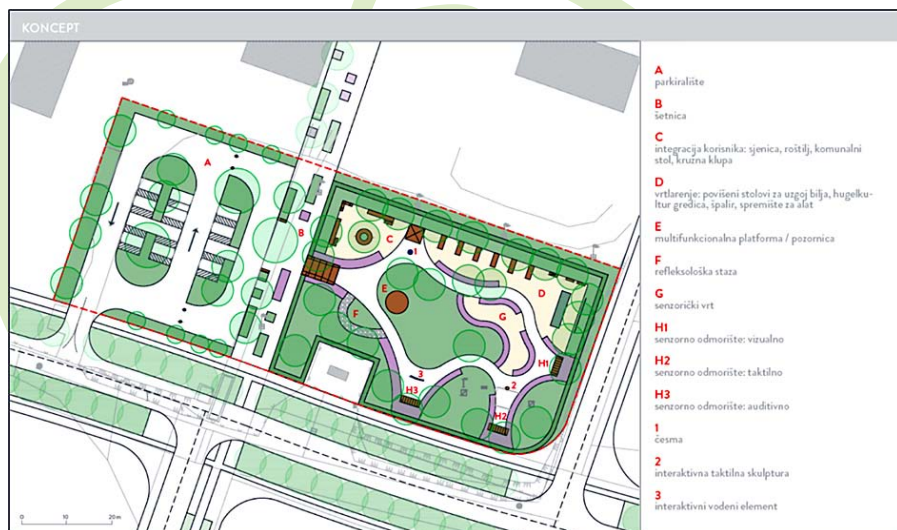 KONCEPT
A
parkiralište
B
šetnica
C
integracija korisnika: sjenica, roštilj, komunalni
stol, kružna klupa
D
vrtlarenje: povišeni stolovi za uzgoj bilja, hugelku-
ltur gredica, špalir, spremište za alat
E
multifunkcionalna platforma / pozornica
F
refleksološka staza
G
senzorički vrt
H1
senzorno odmorište: vizualno
H2
senzorno odmorište: taktilno
H3
senzorno odmorište: auditivno
1
česma
2
interaktivna taktilna skulptura
3
interaktivni vodeni element
A
B
C
1
D
E
F
G
H1
3
2
H3
H2
0 10 20m